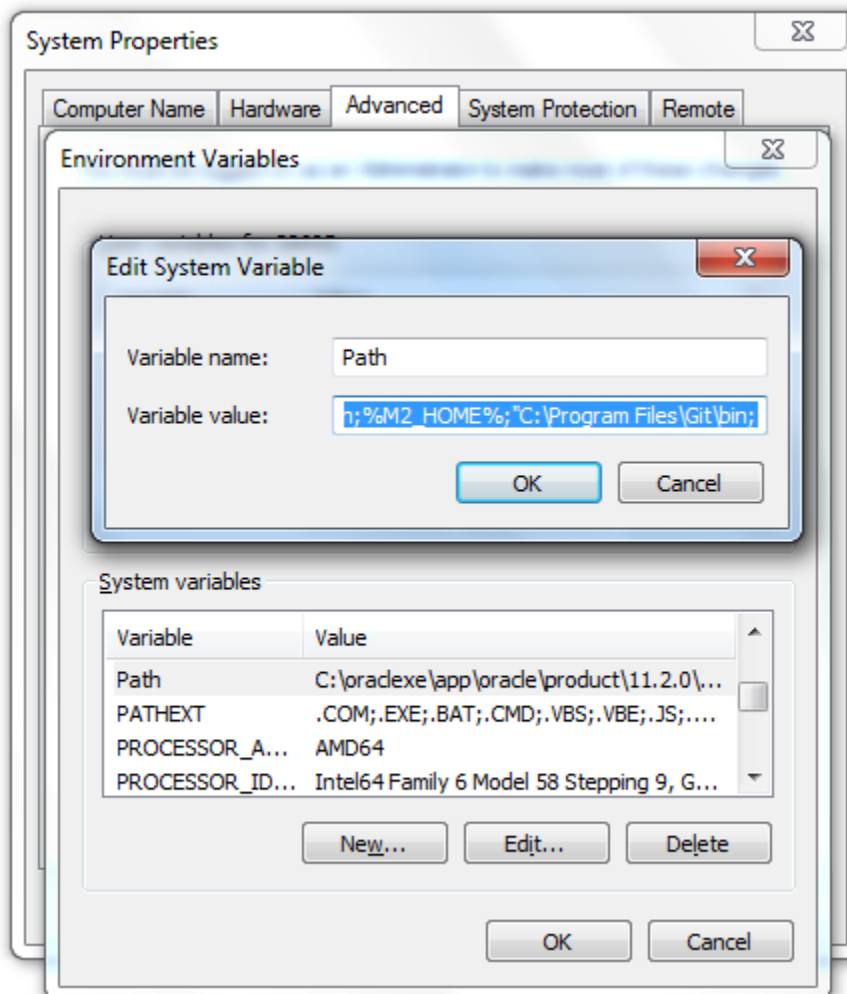 System Properties
Computer Name Hardware Advanced System Protection Remote
Environment Variables
Edit System Variable
Variable name: Path
Variable value: n;%M2_HOME%;"C:\Program Files\Git\bin;
OK Cancel
System variables
Variable Value
Path C:\oraclexe\app\oracle\product\11.2.0\...
PATHEXT .COM;.EXE;.BAT;.CMD;.VBS;.VBE;.JS;....
PROCESSOR_A... AMD64
PROCESSOR_ID... Intel64 Family 6 Model 58 Stepping 9, G...
New... Edit... Delete
OK Cancel